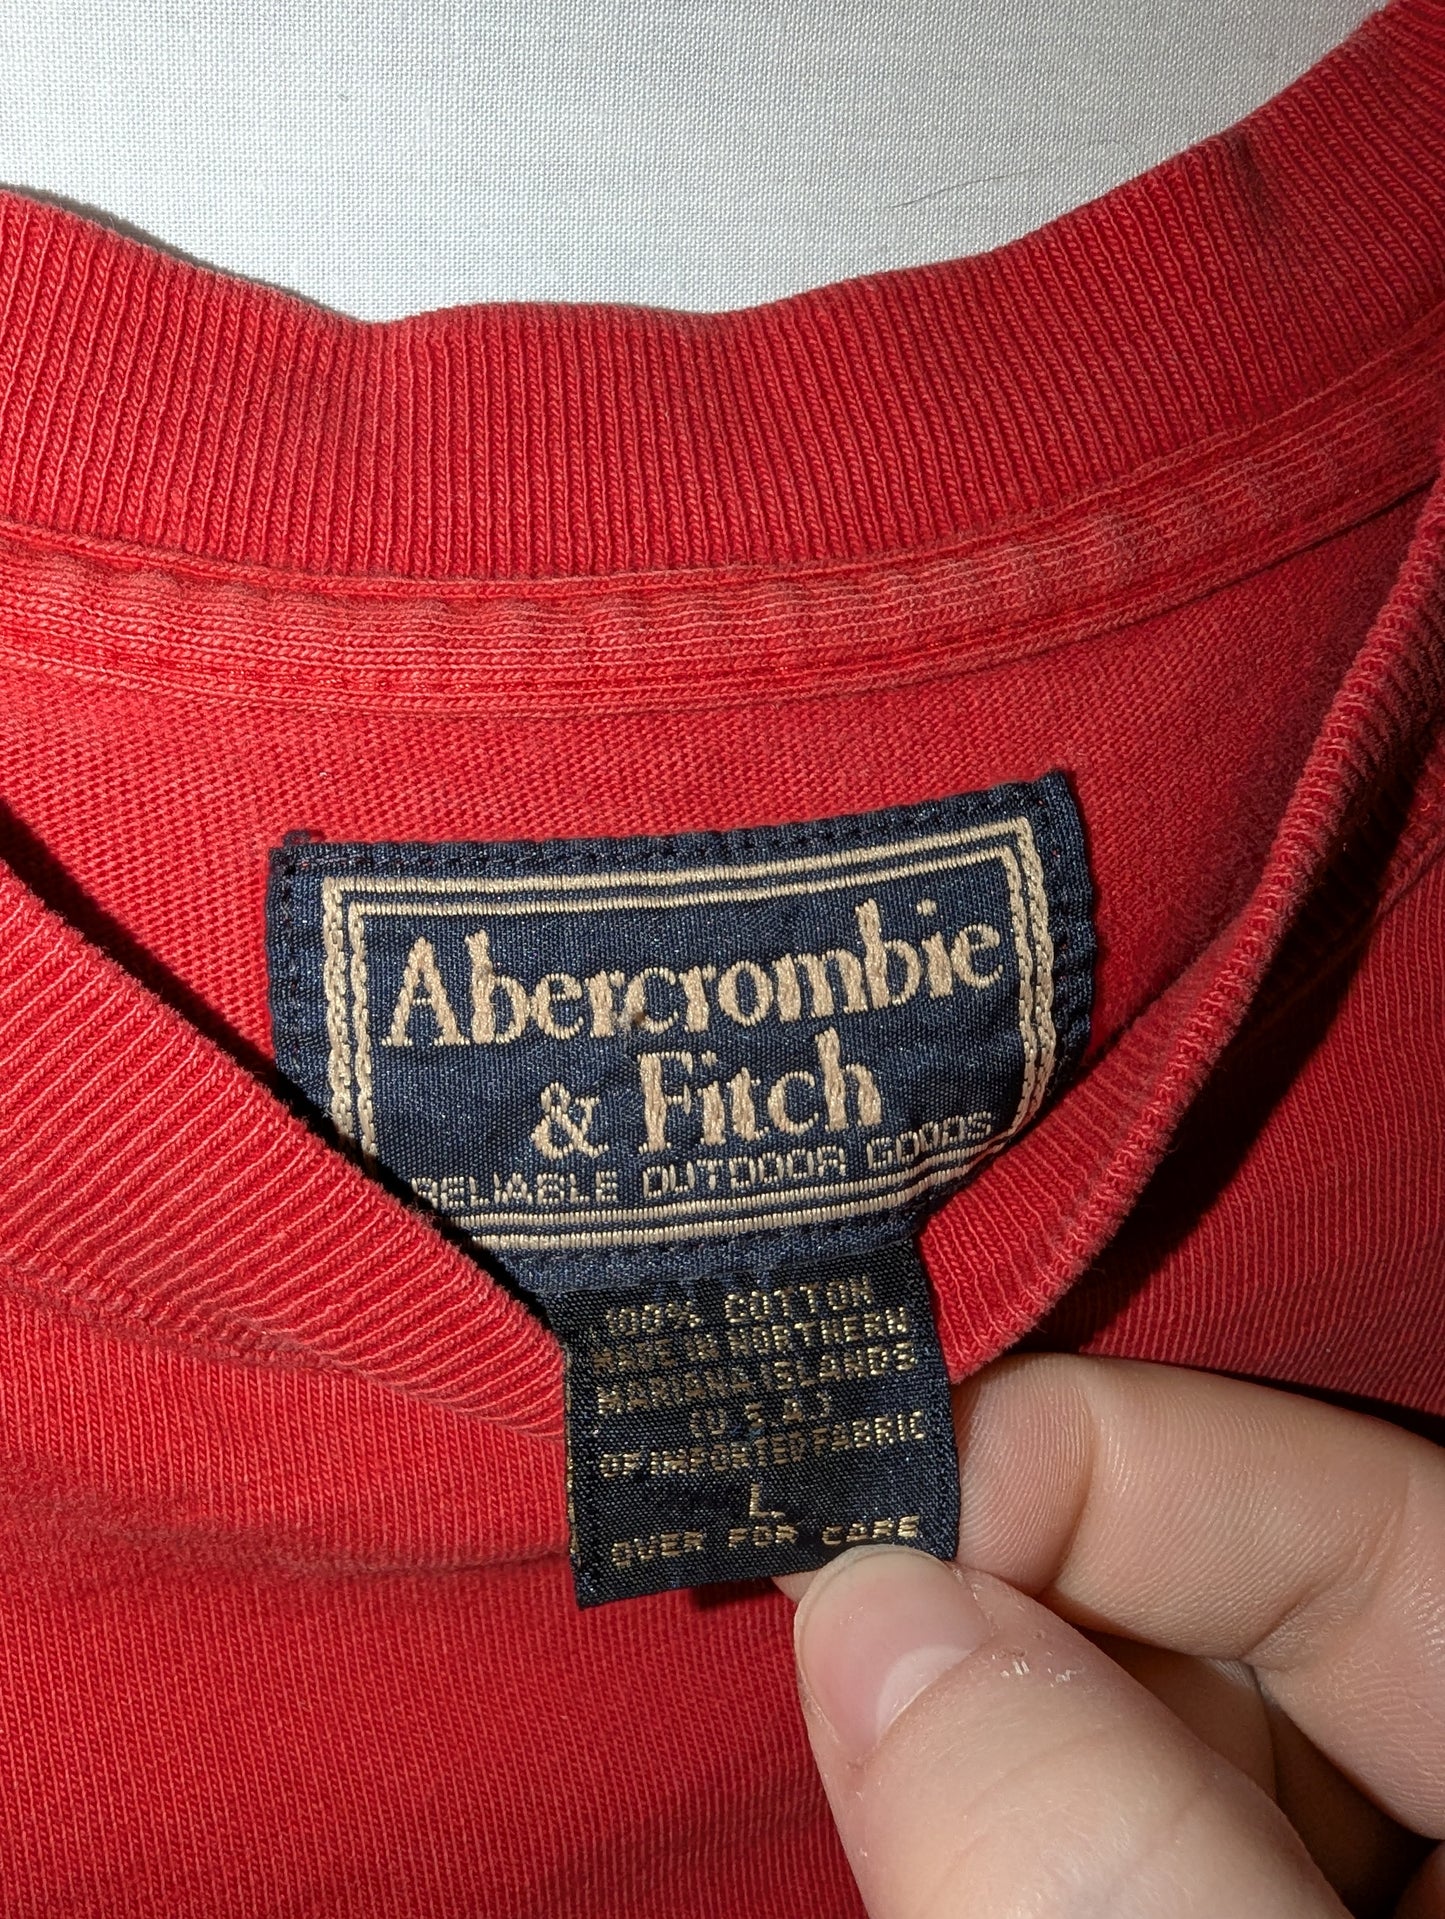 Abercrombie
& Fitch
RELIABLE OUTDOOR GOODS
100% COTTON
MADE IN NORTHERN
MARIANA ISLANDS
(U.S.A.)
OF IMPORTED FABRIC
L
OVER FOR CARE